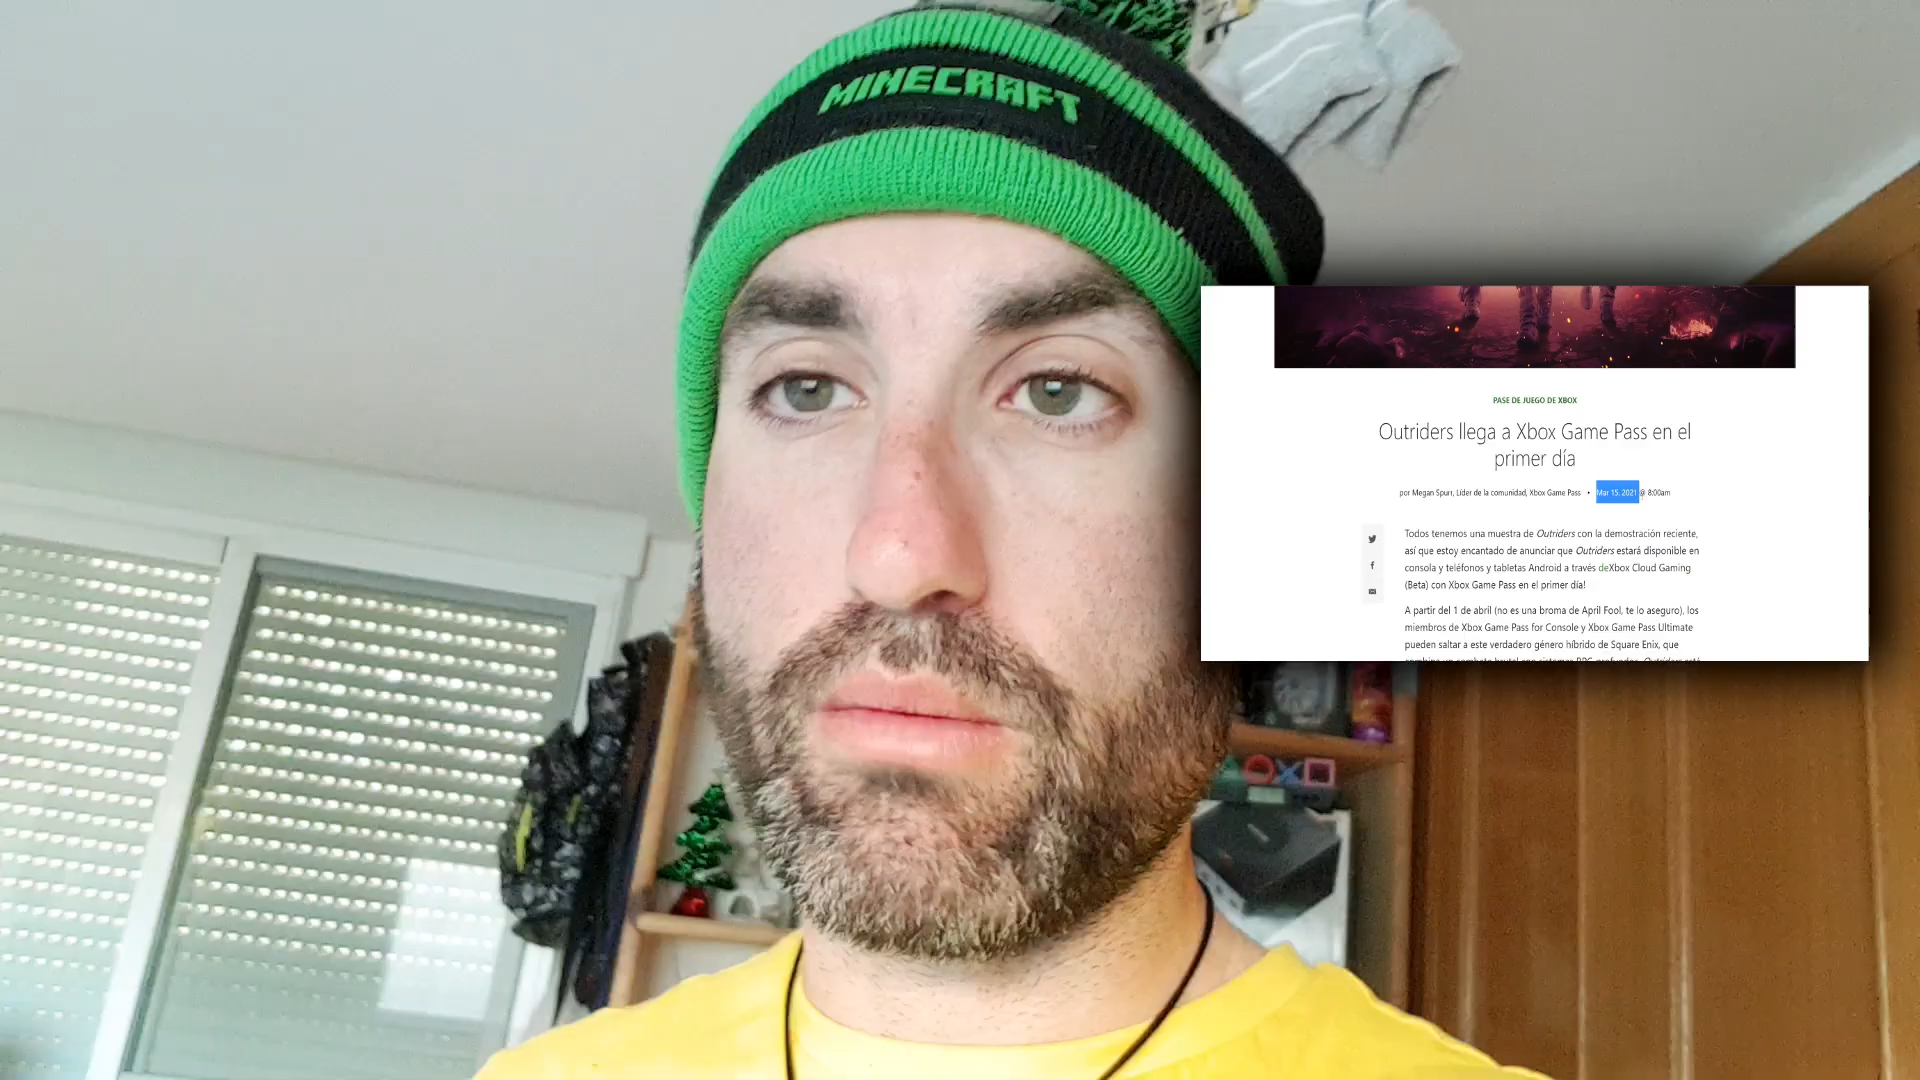 MINECRAFT
PASE DE JUEGO DE XBOX
Outriders llega a Xbox Game Pass en el
primer día
por Megan Spurr, Líder de la comunidad, Xbox Game Pass • Mar 15, 2021 @ 8:00am
Todos tenemos una muestra de Outriders con la demostración reciente,
así que estoy encantado de anunciar que Outriders estará disponible en
consola y teléfonos y tabletas Android a través deXbox Cloud Gaming
(Beta) con Xbox Game Pass en el primer día!
A partir del 1 de abril (no es una broma de April Fool, te lo aseguro), los
miembros de Xbox Game Pass for Console y Xbox Game Pass Ultimate
pueden saltar a este verdadero género híbrido de Square Enix, que